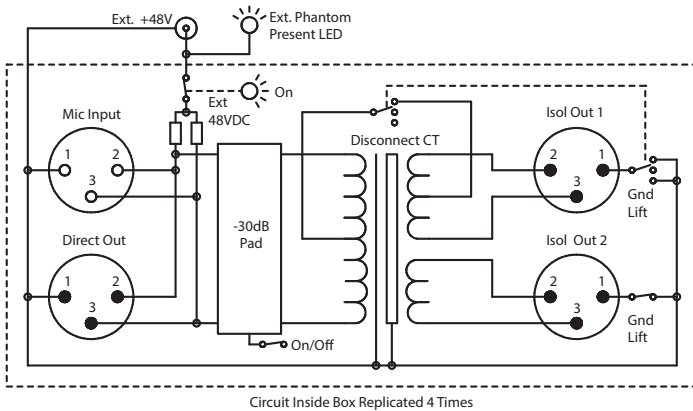 Ext. +48V
Ext. Phantom
Present LED
On
Ext
48VDC
Mic Input
1
2
3
Disconnect CT
Isol Out 1
2
1
3
Gnd
Lift
-30dB
Pad
Direct Out
1
2
3
Isol Out 2
2
1
3
Gnd
Lift
On/Off
Circuit Inside Box Replicated 4 Times